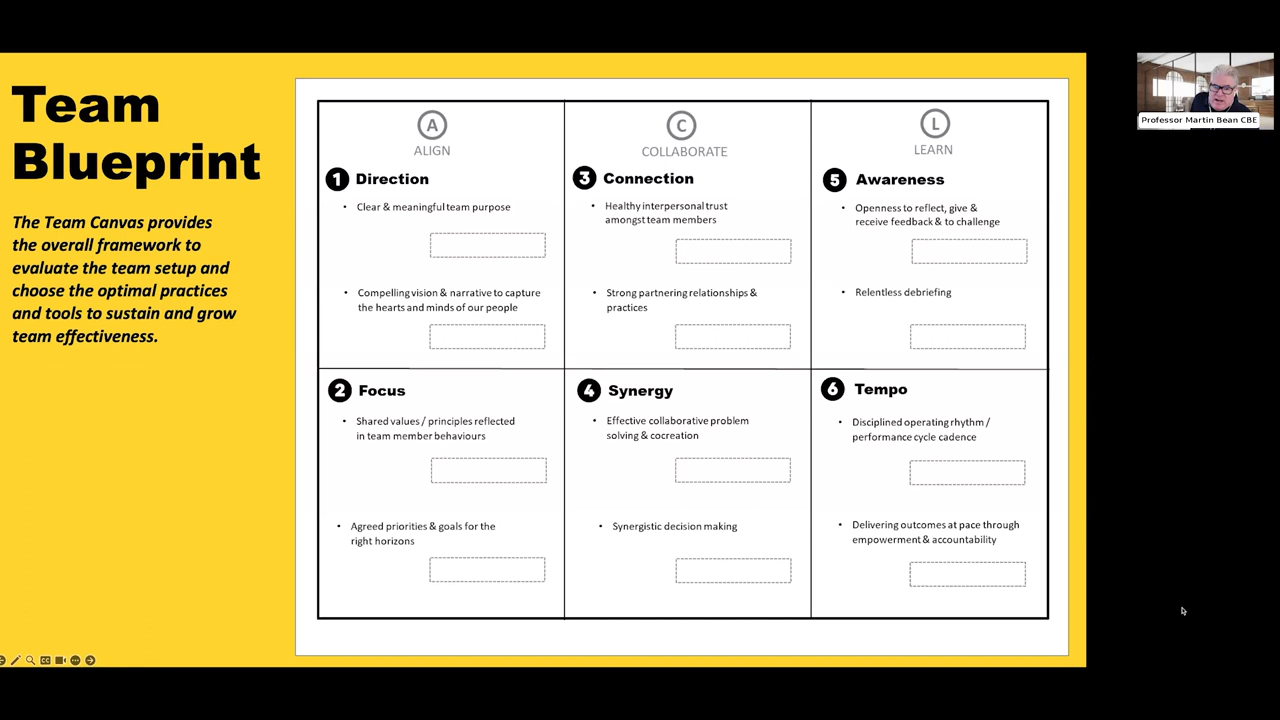 Team
Blueprint
The Team Canvas provides
the overall framework to
evaluate the team setup and
choose the optimal practices
and tools to sustain and grow
team effectiveness.
A
ALIGN
1 Direction
• Clear & meaningful team purpose
• Compelling vision & narrative to capture
the hearts and minds of our people
2 Focus
• Shared values / principles reflected
in team member behaviours
• Agreed priorities & goals for the
right horizons
C
COLLABORATE
3 Connection
• Healthy interpersonal trust
amongst team members
• Strong partnering relationships &
practices
4 Synergy
• Effective collaborative problem
solving & cocreation
• Synergistic decision making
L
LEARN
5 Awareness
• Openness to reflect, give &
receive feedback & to challenge
• Relentless debriefing
6 Tempo
• Disciplined operating rhythm /
performance cycle cadence
• Delivering outcomes at pace through
empowerment & accountability
Professor Martin Bean CBE